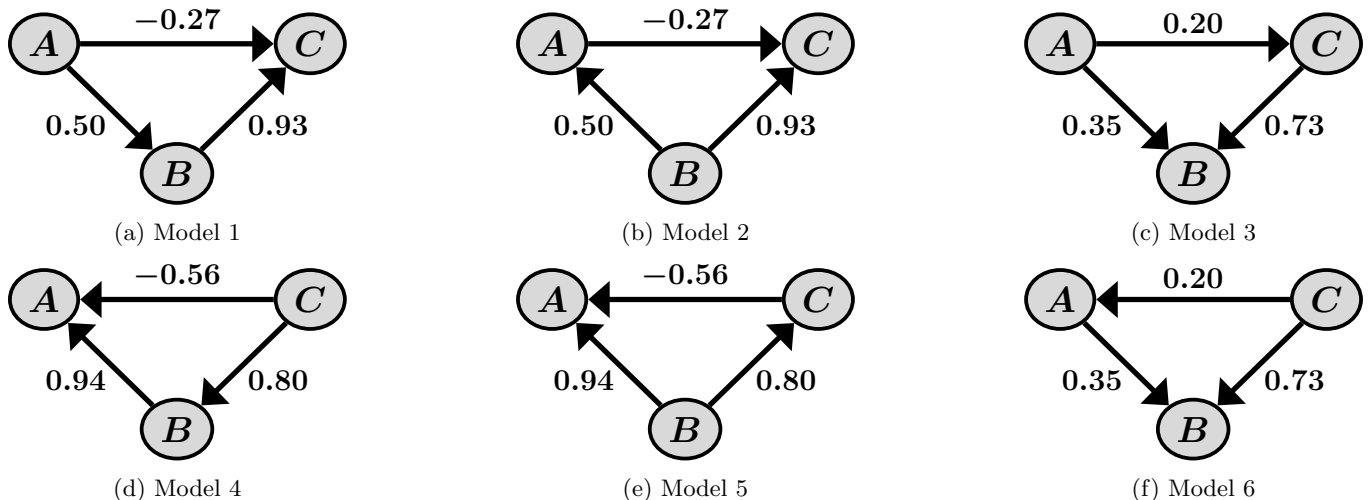 A −0.27 C
0.50 0.93
B
(a) Model 1
A −0.27 C
0.50 0.93
B
(b) Model 2
A 0.20 C
0.35 0.73
B
(c) Model 3
A −0.56 C
0.94 0.80
B
(d) Model 4
A −0.56 C
0.94 0.80
B
(e) Model 5
A 0.20 C
0.35 0.73
B
(f) Model 6